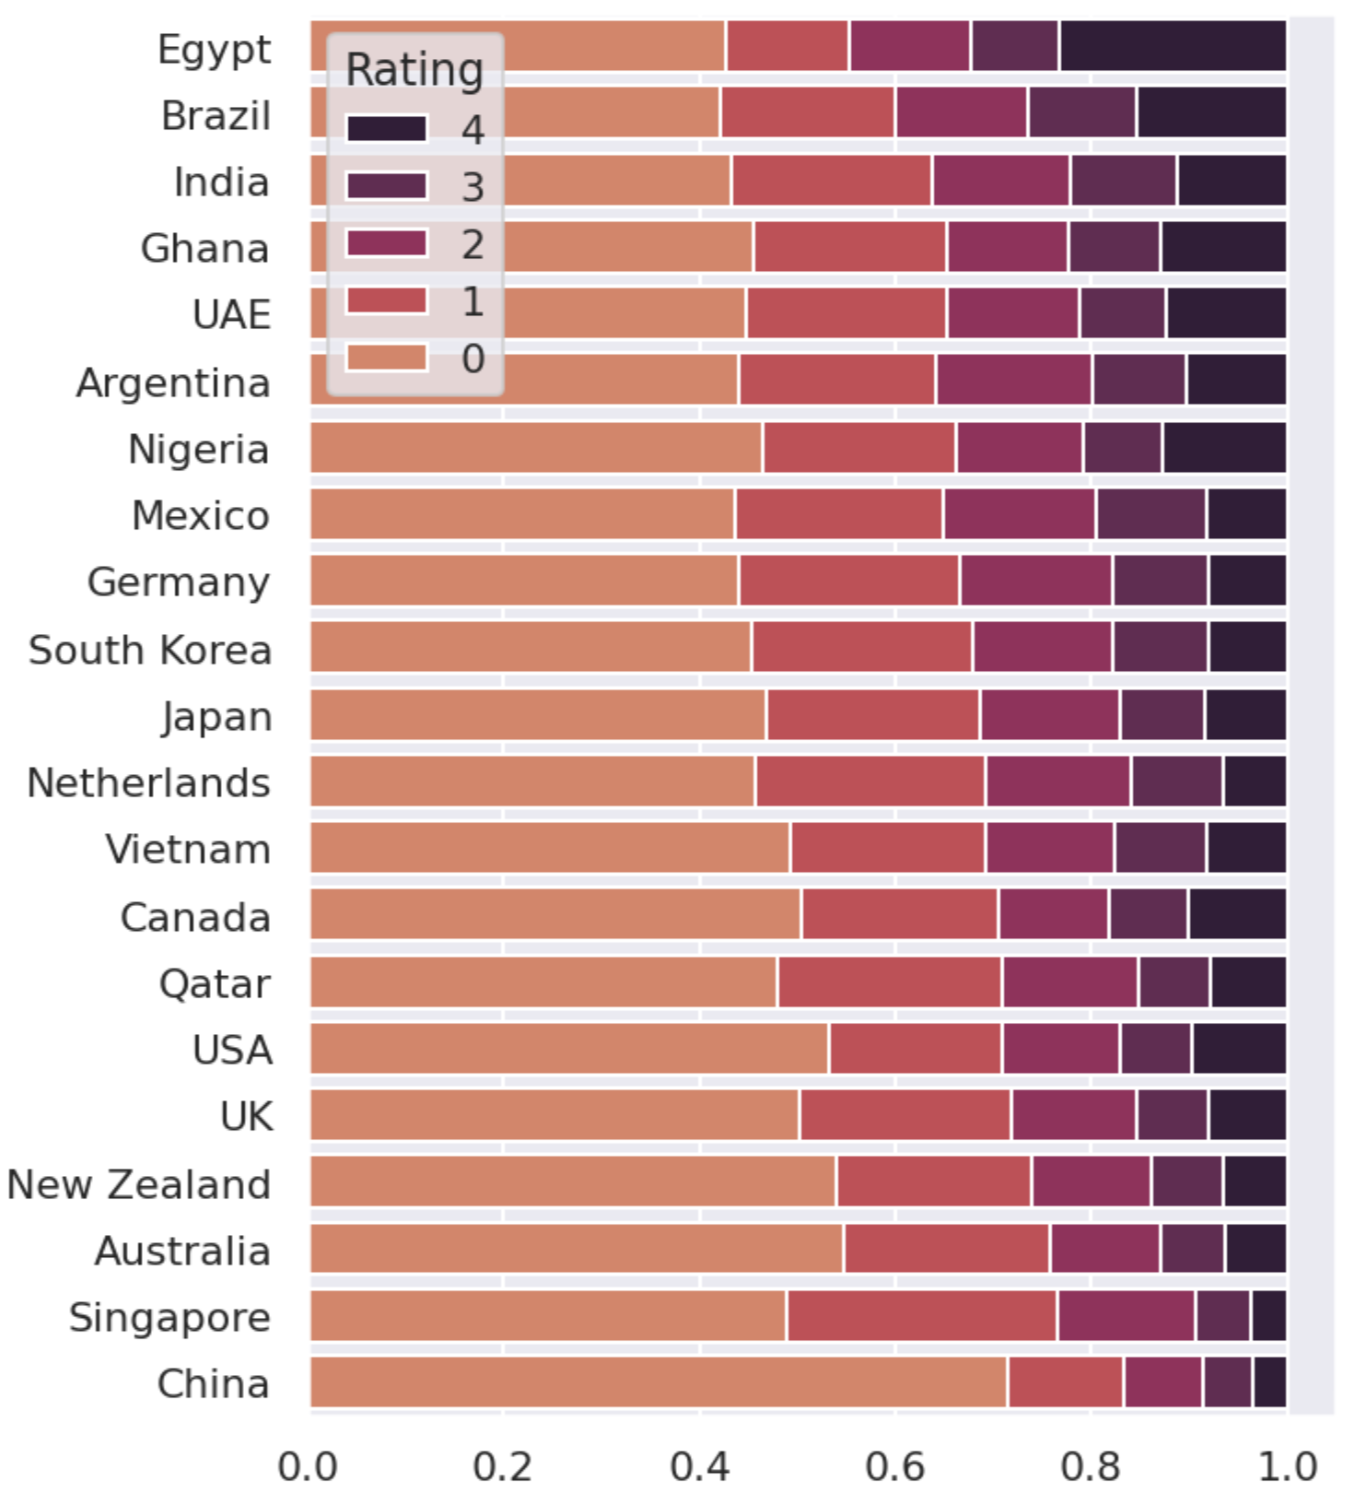 Egypt
Brazil
India
Ghana
UAE
Argentina
Nigeria
Mexico
Germany
South Korea
Japan
Netherlands
Vietnam
Canada
Qatar
USA
UK
New Zealand
Australia
Singapore
China
Rating
4
3
2
1
0
0.0 0.2 0.4 0.6 0.8 1.0